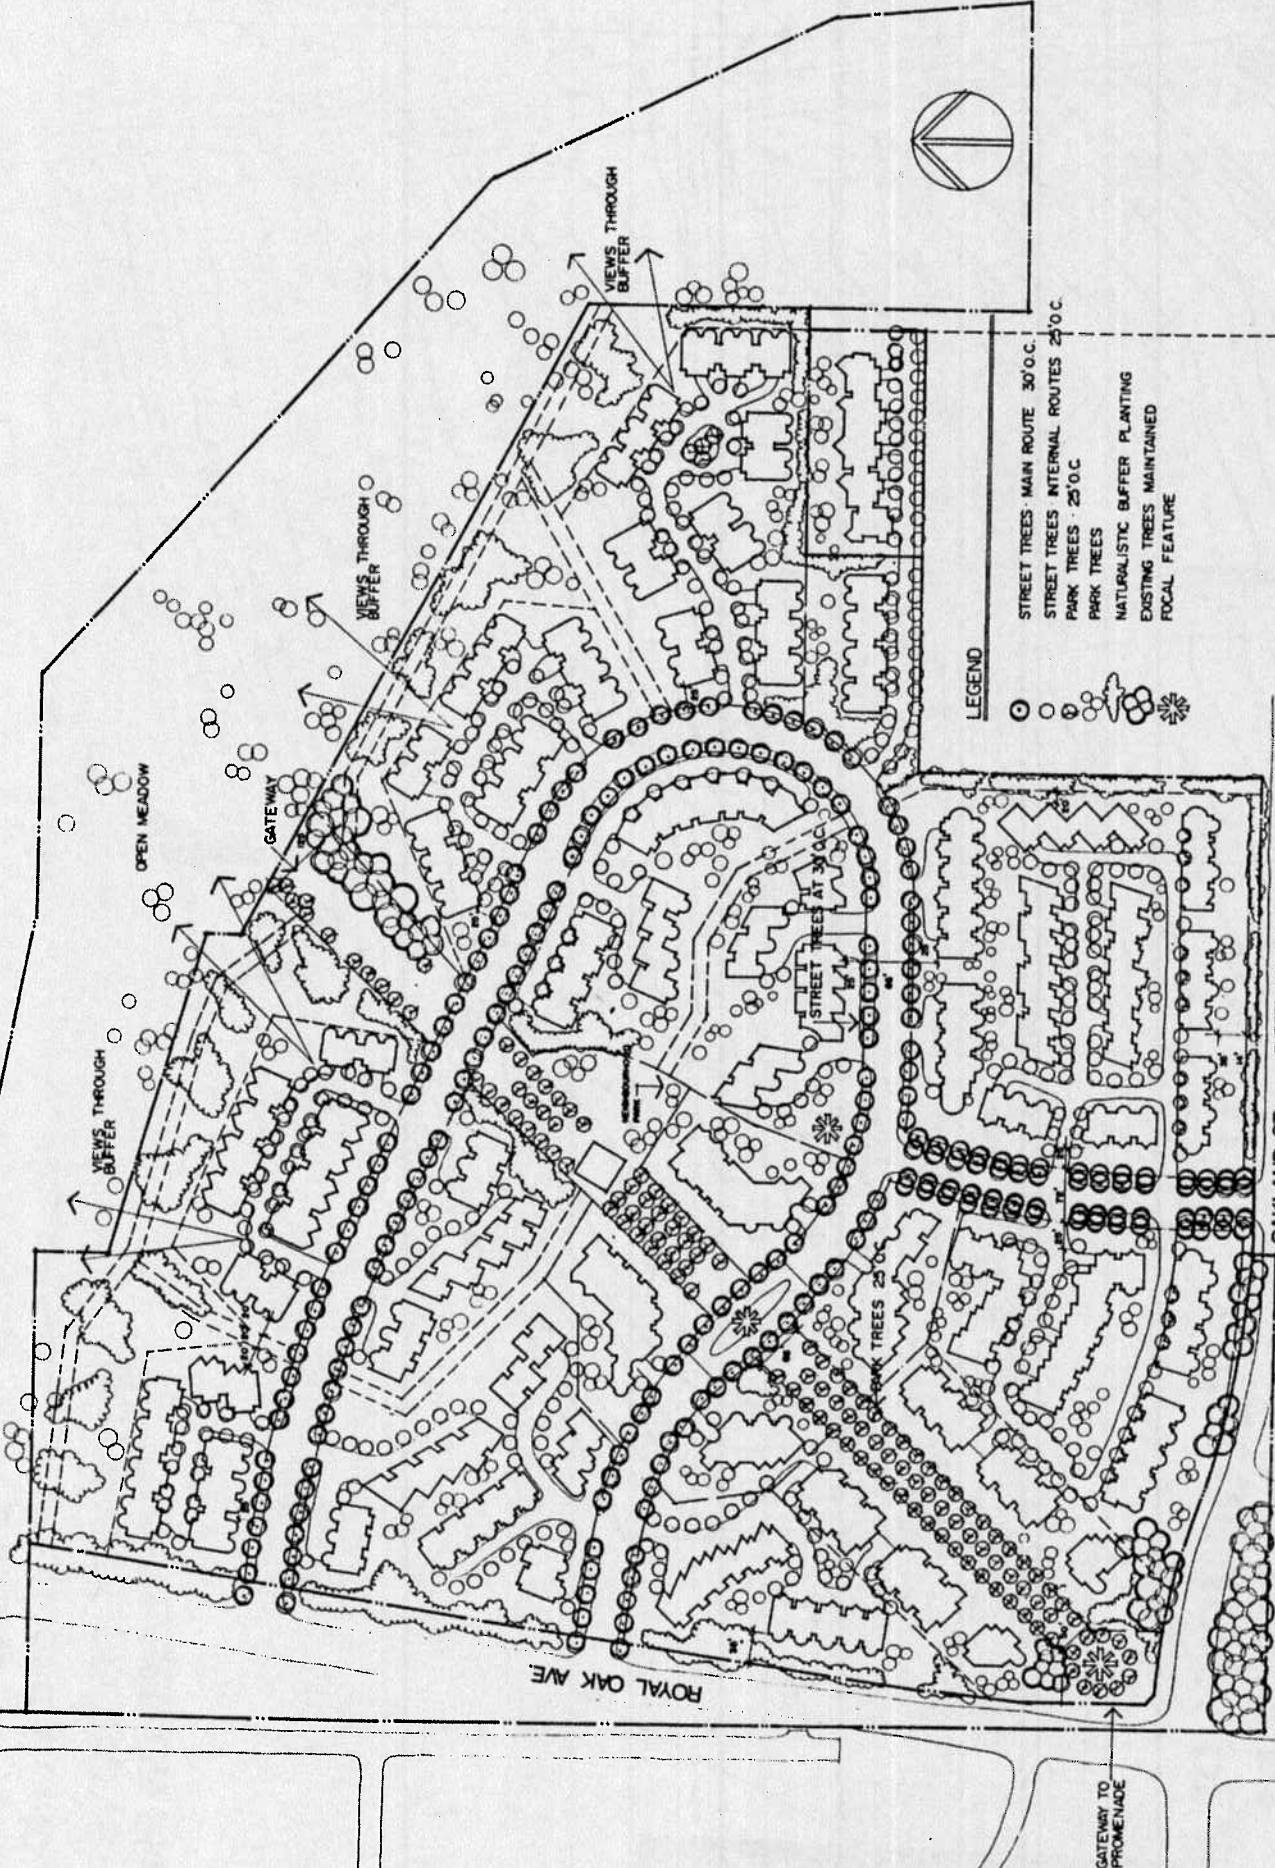 VIEWS THROUGH
BUFFER
VIEWS THROUGH
BUFFER
OPEN MEADOW
GATEWAY
VIEWS THROUGH
BUFFER
STREET TREES AT 30'O.C.
NEIGHBOURHOOD
PARK
PARK TREES 25'O.C.
ROYAL OAK AVE.
GATEWAY TO
PROMENADE
LEGEND
STREET TREES · MAIN ROUTE 30'O.C.
STREET TREES INTERNAL ROUTES 25'O.C.
PARK TREES · 25'O.C.
PARK TREES
NATURALISTIC BUFFER PLANTING
EXISTING TREES MAINTAINED
FOCAL FEATURE